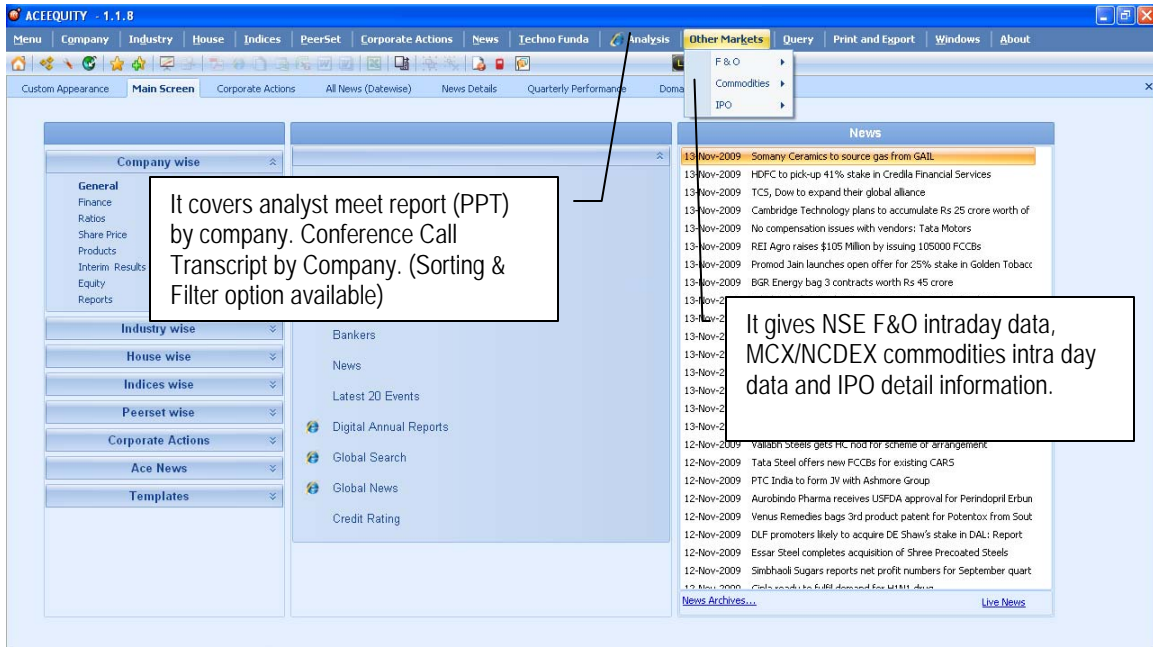 ACEEQUITY - 1.1.8
Menu Company Industry House Indices PeerSet Corporate Actions News Techno Funda Analysis Other Markets Query Print and Export Windows About
F & O
Commodities
IPO
Custom Appearance Main Screen Corporate Actions All News (Datewise) News Details Quarterly Performance
News
Company wise
General
Finance
Ratios
Share Price
Products
Interim Results
Equity
Reports
Industry wise
House wise
Indices wise
Peerset wise
Corporate Actions
Ace News
Templates
It covers analyst meet report (PPT)
by company. Conference Call
Transcript by Company. (Sorting &
Filter option available)
Bankers
News
Latest 20 Events
Digital Annual Reports
Global Search
Global News
Credit Rating
13-Nov-2009 Somany Ceramics to source gas from GAIL
13-Nov-2009 HDFC to pick-up 41% stake in Credila Financial Services
13-Nov-2009 TCS, Dow to expand their global alliance
13-Nov-2009 Cambridge Technology plans to accumulate Rs 25 crore worth of
13-Nov-2009 No compensation issues with vendors: Tata Motors
13-Nov-2009 REI Agro raises $105 Million by issuing 105000 FCCBs
13-Nov-2009 Promod Jain launches open offer for 25% stake in Golden Tobacc
13-Nov-2009 BGR Energy bag 3 contracts worth Rs 45 crore
It gives NSE F&O intraday data,
MCX/NCDEX commodities intra day
data and IPO detail information.
12-Nov-2009 Vallabh Steels gets HC nod for scheme of arrangement
12-Nov-2009 Tata Steel offers new FCCBs for existing CARS
12-Nov-2009 PTC India to form JV with Ashmore Group
12-Nov-2009 Aurobindo Pharma receives USFDA approval for Perindopril Erbun
12-Nov-2009 Venus Remedies bags 3rd product patent for Potentox from Sout
12-Nov-2009 DLF promoters likely to acquire DE Shaw's stake in DAL: Report
12-Nov-2009 Essar Steel completes acquisition of Shree Precoated Steels
12-Nov-2009 Simbhaoli Sugars reports net profit numbers for September quart
12-Nov-2009 Cipla ready to fulfil demand for H1N1 drug
News Archives... Live News